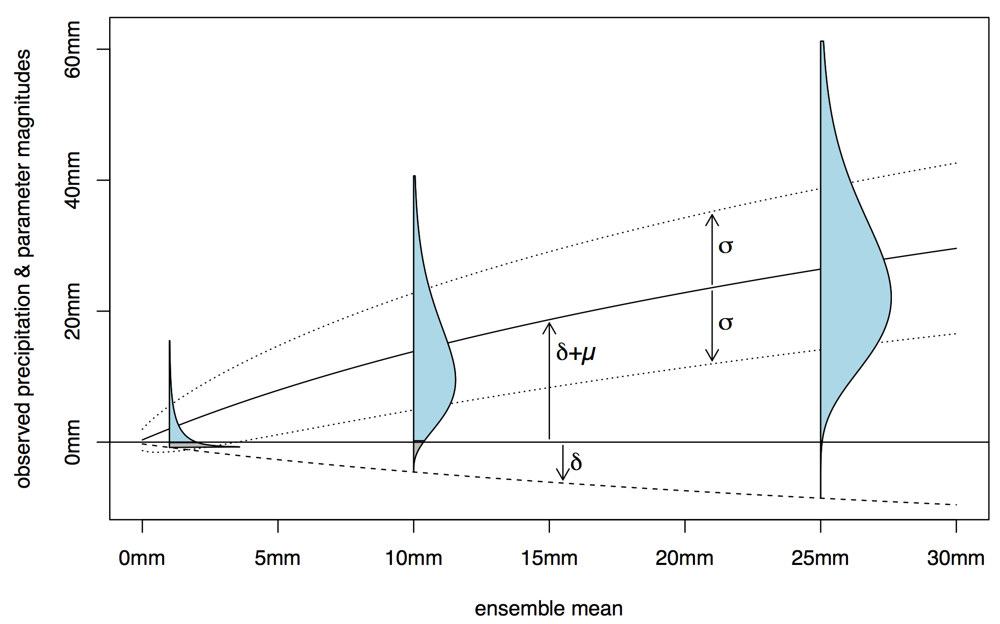 observed precipitation & parameter magnitudes
60mm
40mm
20mm
0mm
σ
σ
δ+μ
δ
0mm 5mm 10mm 15mm 20mm 25mm 30mm
ensemble mean